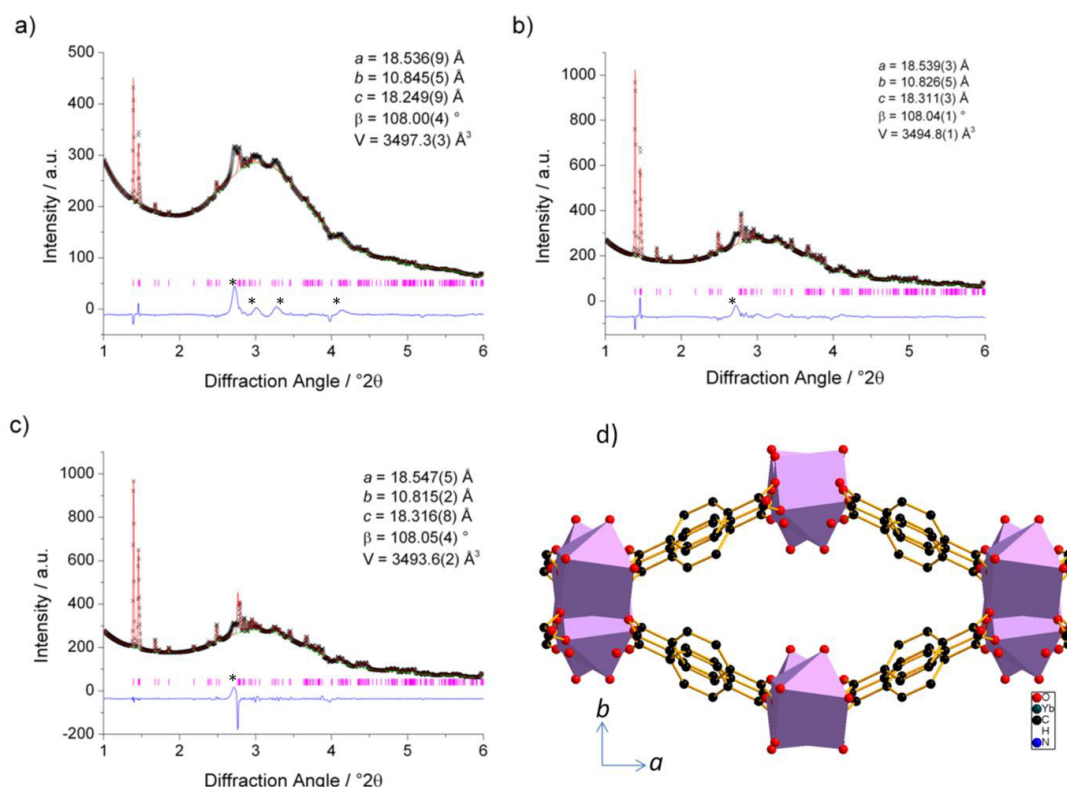 a)
a = 18.536(9) Å
b = 10.845(5) Å
c = 18.249(9) Å
β = 108.00(4) °
V = 3497.3(3) Å³
500
400
300
200
100
0
Intensity / a.u.
*
*
*
*
1 2 3 4 5 6
Diffraction Angle / °2θ
b)
a = 18.539(3) Å
b = 10.826(5) Å
c = 18.311(3) Å
β = 108.04(1) °
V = 3494.8(1) Å³
1000
800
600
400
200
0
Intensity / a.u.
*
1 2 3 4 5 6
Diffraction Angle / °2θ
c)
a = 18.547(5) Å
b = 10.815(2) Å
c = 18.316(8) Å
β = 108.05(4) °
V = 3493.6(2) Å³
1000
800
600
400
200
0
-200
Intensity / a.u.
*
1 2 3 4 5 6
Diffraction Angle / °2θ
d)
b
a
O
Yb
C
H
N